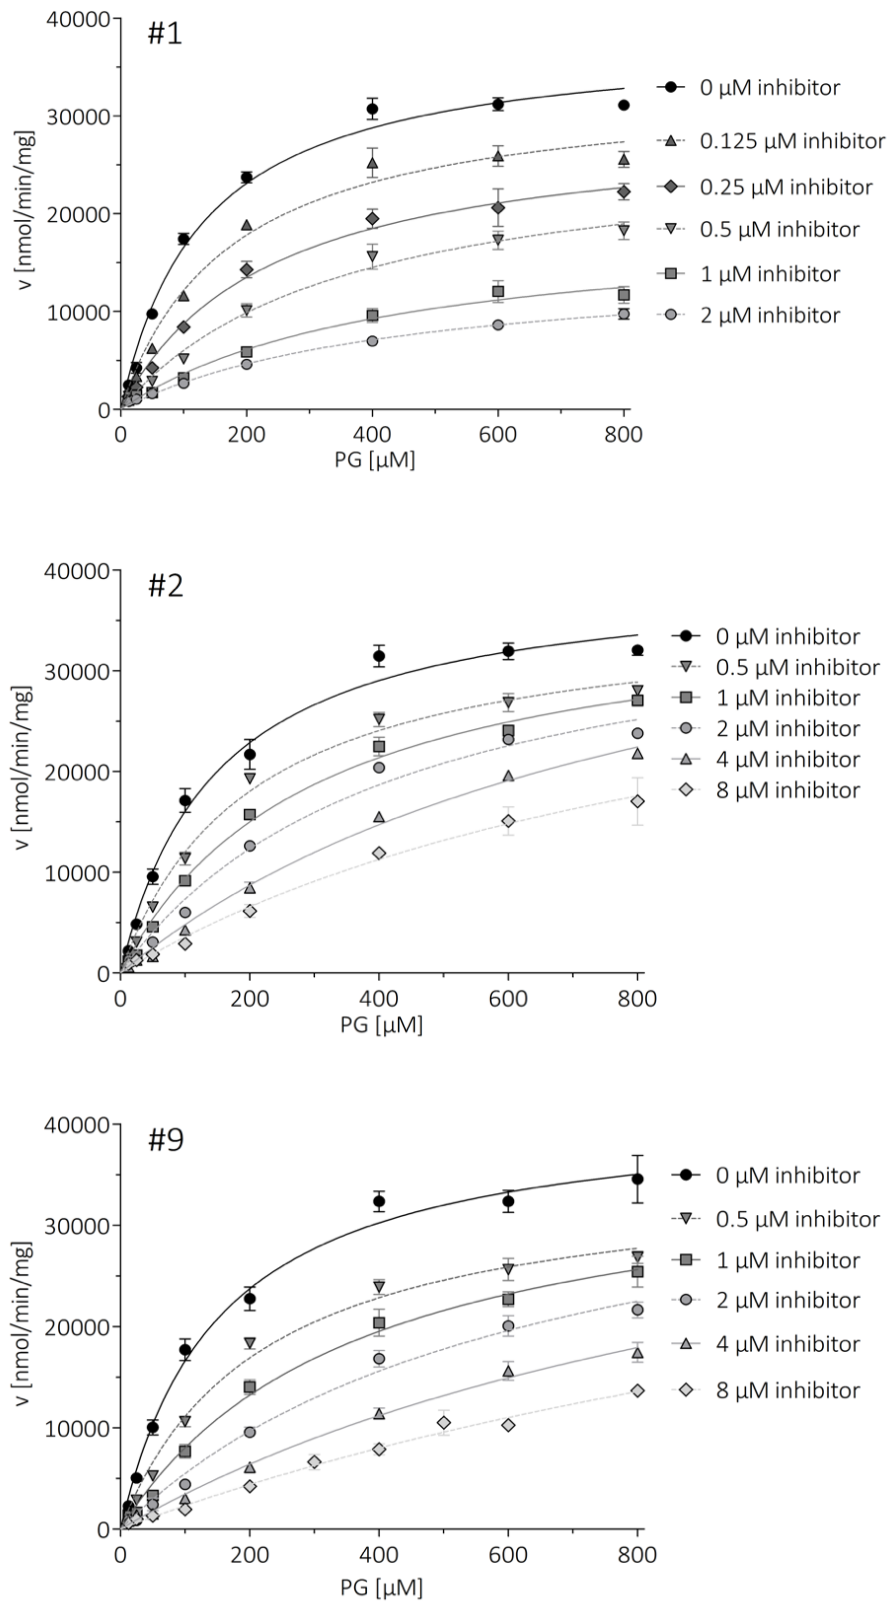 #1
40000
30000
20000
10000
0
v [nmol/min/mg]
0 200 400 600 800
PG [µM]
0 µM inhibitor
0.125 µM inhibitor
0.25 µM inhibitor
0.5 µM inhibitor
1 µM inhibitor
2 µM inhibitor
#2
40000
30000
20000
10000
0
v [nmol/min/mg]
0 200 400 600 800
PG [µM]
0 µM inhibitor
0.5 µM inhibitor
1 µM inhibitor
2 µM inhibitor
4 µM inhibitor
8 µM inhibitor
#9
40000
30000
20000
10000
0
v [nmol/min/mg]
0 200 400 600 800
PG [µM]
0 µM inhibitor
0.5 µM inhibitor
1 µM inhibitor
2 µM inhibitor
4 µM inhibitor
8 µM inhibitor